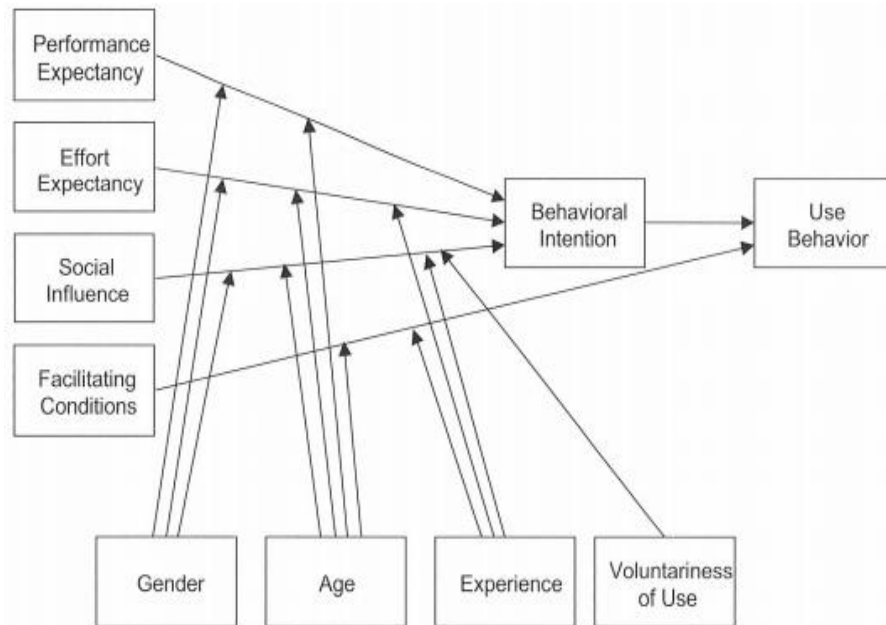 Performance
Expectancy
Effort
Expectancy
Social
Influence
Facilitating
Conditions
Behavioral
Intention
Use
Behavior
Gender
Age
Experience
Voluntariness
of Use